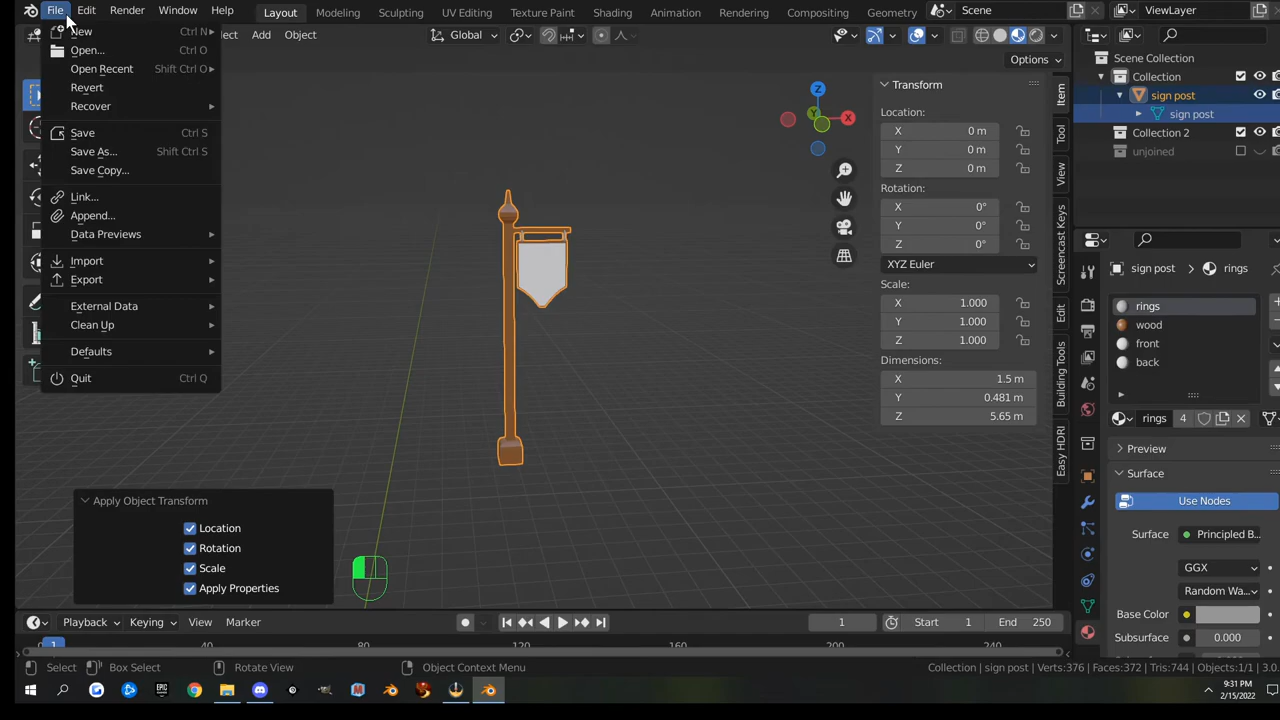 File Edit Render Window Help Layout Modeling Sculpting UV Editing Texture Paint Shading Animation Compositing Rendering Geometry Scene ViewLayer
New Ctrl N
Open... Ctrl O
Open Recent Shift Ctrl O
Revert
Recover
Save Ctrl S
Save As... Shift Ctrl S
Save Copy...
Link...
Append...
Data Previews
Import
Export
External Data
Clean Up
Defaults
Quit Ctrl Q
Add Object Global
Options
Transform
Location:
X 0 m
Y 0 m
Z 0 m
Rotation:
X 0°
Y 0°
Z 0°
XYZ Euler
Scale:
X 1.000
Y 1.000
Z 1.000
Dimensions:
X 1.5 m
Y 0.481 m
Z 5.65 m
Z
X
Y
Item
Tool
View
Screencast Keys
Edit
Building Tools
Easy HDRI
Scene Collection
Collection
sign post
sign post
Collection 2
unjoined
sign post rings
rings
wood
front
back
rings 4
Preview
Surface
Use Nodes
Surface Principled B...
GGX
Random Wa...
Base Color
Subsurface 0.000
Apply Object Transform
Location
Rotation
Scale
Apply Properties
Playback Keying View Marker 1 Start 1 End 250
1 40 80 120 160 200 240
Select Box Select Rotate View Object Context Menu Collection | sign post | Verts:376 | Faces:372 | Tris:744 | Objects:1/1 | 3.0
9:31 PM
2/15/2022